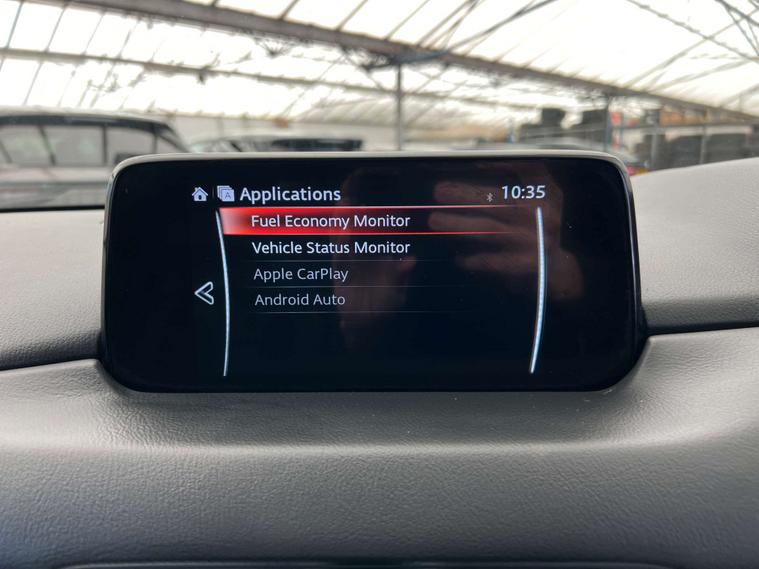 Applications 10:35
Fuel Economy Monitor
Vehicle Status Monitor
Apple CarPlay
Android Auto